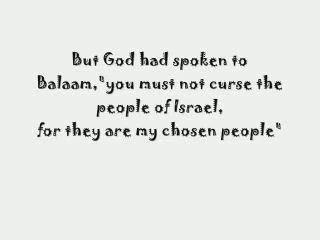 But God had spoken to
Balaam,"you must not curse the
people of Israel,
for they are my chosen people"